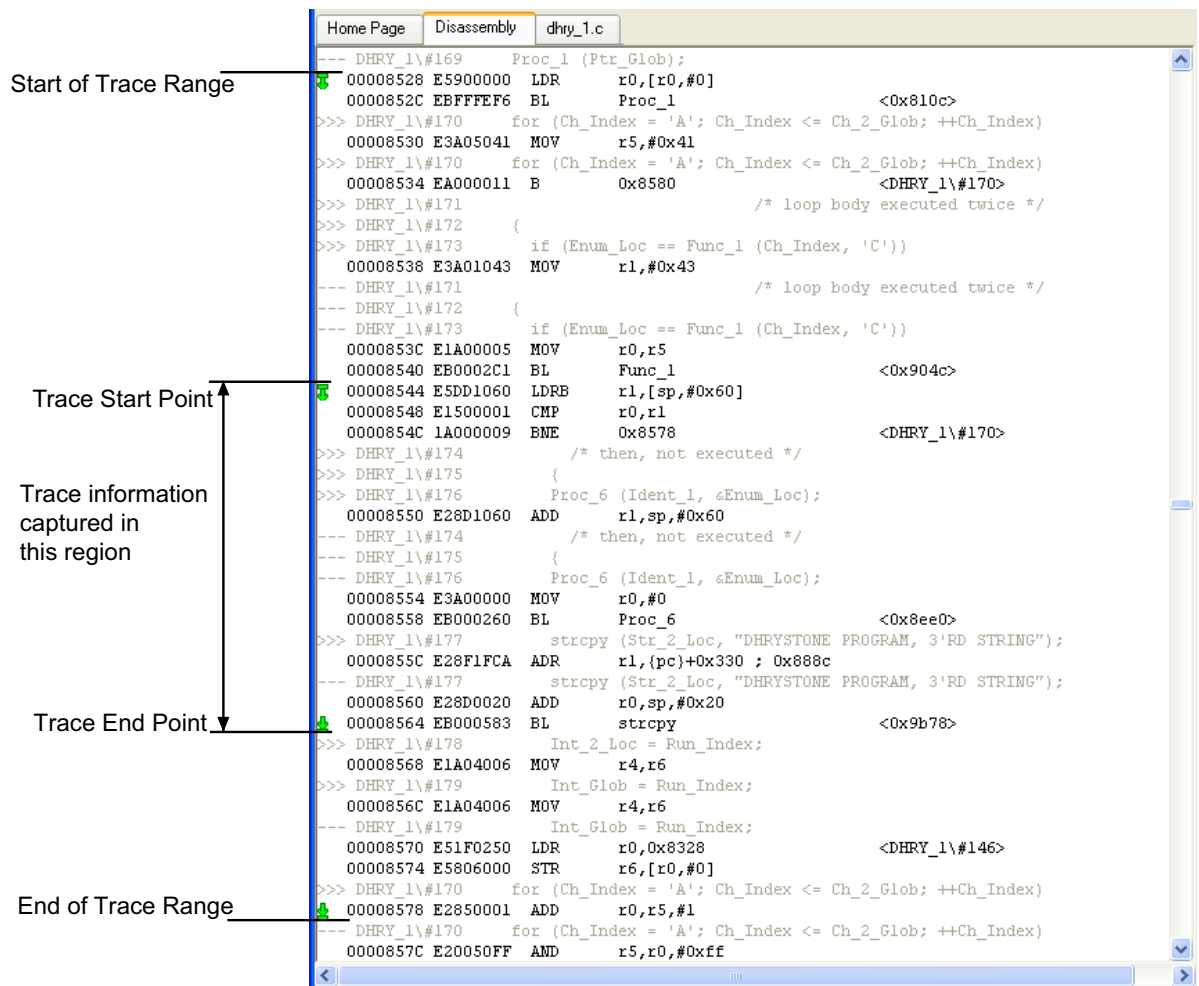 Home Page Disassembly dhry_1.c
--- DHRY_1\#169 Proc_1 (Ptr_Glob);
Start of Trace Range
00008528 E5900000 LDR r0,[r0,#0]
0000852C EBFFFEF6 BL Proc_1 <0x810c>
>>> DHRY_1\#170 for (Ch_Index = 'A'; Ch_Index <= Ch_2_Glob; ++Ch_Index)
00008530 E3A05041 MOV r5,#0x41
>>> DHRY_1\#170 for (Ch_Index = 'A'; Ch_Index <= Ch_2_Glob; ++Ch_Index)
00008534 EA000011 B 0x8580 <DHRY_1\#170>
>>> DHRY_1\#171 /* loop body executed twice */
>>> DHRY_1\#172 {
>>> DHRY_1\#173 if (Enum_Loc == Func_1 (Ch_Index, 'C'))
00008538 E3A01043 MOV r1,#0x43
--- DHRY_1\#171 /* loop body executed twice */
--- DHRY_1\#172 {
--- DHRY_1\#173 if (Enum_Loc == Func_1 (Ch_Index, 'C'))
0000853C E1A00005 MOV r0,r5
00008540 EB0002C1 BL Func_1 <0x904c>
Trace Start Point
00008544 E5DD1060 LDRB r1,[sp,#0x60]
00008548 E1500001 CMP r0,r1
0000854C 1A000009 BNE 0x8578 <DHRY_1\#170>
>>> DHRY_1\#174 /* then, not executed */
>>> DHRY_1\#175 {
>>> DHRY_1\#176 Proc_6 (Ident_1, &Enum_Loc);
Trace information
captured in
this region
00008550 E28D1060 ADD r1,sp,#0x60
--- DHRY_1\#174 /* then, not executed */
--- DHRY_1\#175 {
--- DHRY_1\#176 Proc_6 (Ident_1, &Enum_Loc);
00008554 E3A00000 MOV r0,#0
00008558 EB000260 BL Proc_6 <0x8ee0>
>>> DHRY_1\#177 strcpy (Str_2_Loc, "DHRYSTONE PROGRAM, 3'RD STRING");
0000855C E28F1FCA ADR r1,{pc}+0x330 ; 0x888c
--- DHRY_1\#177 strcpy (Str_2_Loc, "DHRYSTONE PROGRAM, 3'RD STRING");
00008560 E28D0020 ADD r0,sp,#0x20
Trace End Point
00008564 EB000583 BL strcpy <0x9b78>
>>> DHRY_1\#178 Int_2_Loc = Run_Index;
00008568 E1A04006 MOV r4,r6
>>> DHRY_1\#179 Int_Glob = Run_Index;
0000856C E1A04006 MOV r4,r6
--- DHRY_1\#179 Int_Glob = Run_Index;
00008570 E51F0250 LDR r0,0x8328 <DHRY_1\#146>
00008574 E5806000 STR r6,[r0,#0]
>>> DHRY_1\#170 for (Ch_Index = 'A'; Ch_Index <= Ch_2_Glob; ++Ch_Index)
End of Trace Range
00008578 E2850001 ADD r0,r5,#1
--- DHRY_1\#170 for (Ch_Index = 'A'; Ch_Index <= Ch_2_Glob; ++Ch_Index)
0000857C E20050FF AND r5,r0,#0xff